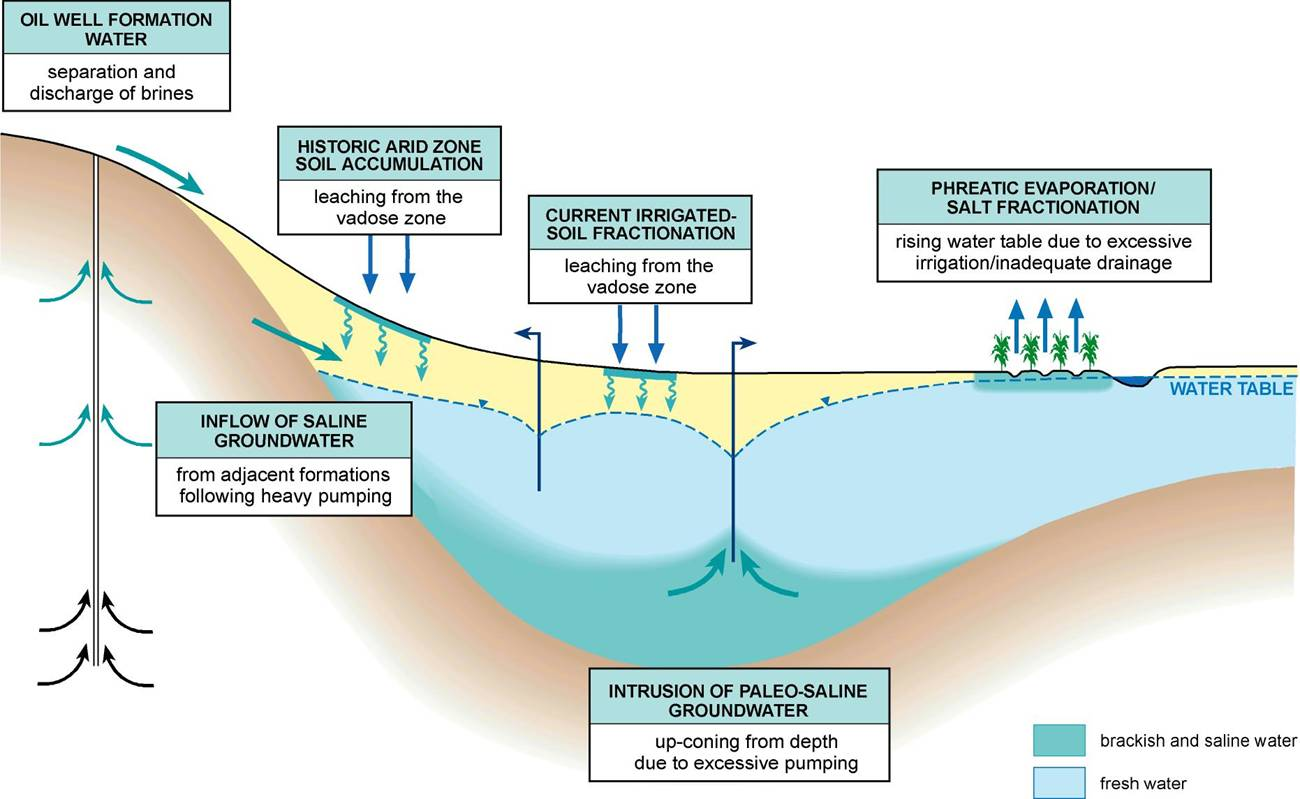 OIL WELL FORMATION
WATER
separation and
discharge of brines
HISTORIC ARID ZONE
SOIL ACCUMULATION
leaching from the
vadose zone
CURRENT IRRIGATED-
SOIL FRACTIONATION
leaching from the
vadose zone
PHREATIC EVAPORATION/
SALT FRACTIONATION
rising water table due to excessive
irrigation/inadequate drainage
WATER TABLE
INFLOW OF SALINE
GROUNDWATER
from adjacent formations
following heavy pumping
INTRUSION OF PALEO-SALINE
GROUNDWATER
up-coning from depth
due to excessive pumping
brackish and saline water
fresh water